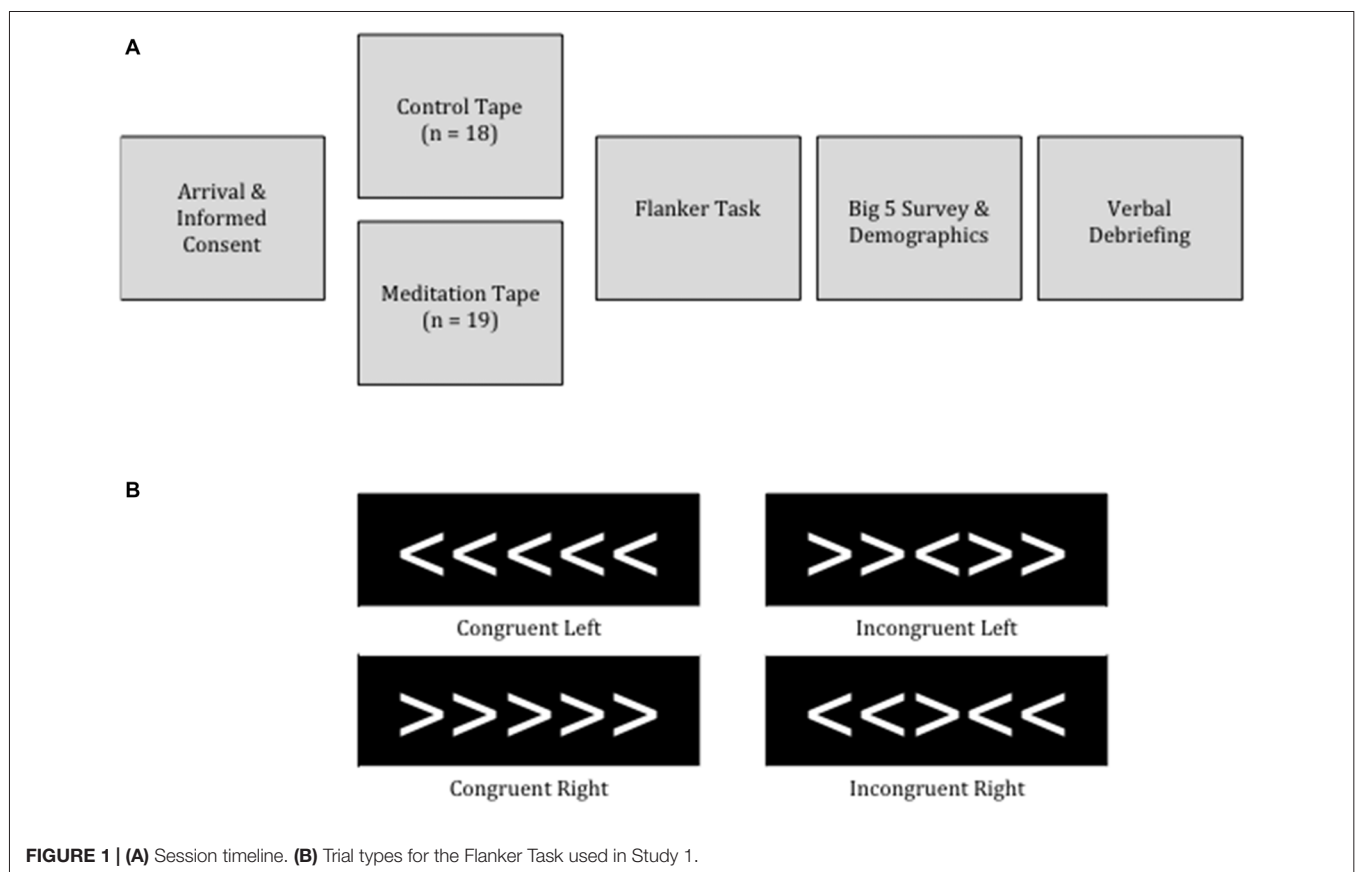 A
Arrival &
Informed
Consent
Control Tape
(n = 18)
Meditation Tape
(n = 19)
Flanker Task
Big 5 Survey &
Demographics
Verbal
Debriefing
B
<<<<<
Congruent Left
>><>>
Incongruent Left
>>>>>
Congruent Right
<<><<
Incongruent Right
FIGURE 1 | (A) Session timeline. (B) Trial types for the Flanker Task used in Study 1.